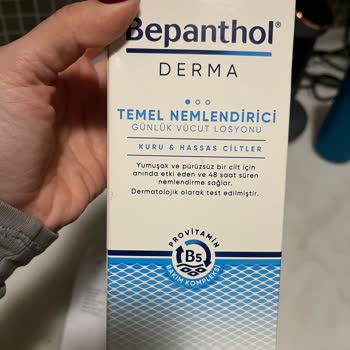 Bepanthol®
DERMA
TEMEL NEMLENDİRİCİ
GÜNLÜK VÜCUT LOSYONU
KURU & HASSAS CİLTLER
Yumuşak ve pürüzsüz bir cilt için
anında etki eden ve 48 saat süren
nemlendirme sağlar.
Dermatolojik olarak test edilmiştir.
PROVİTAMİN
B5
BAKIM KOMPLEKSİ